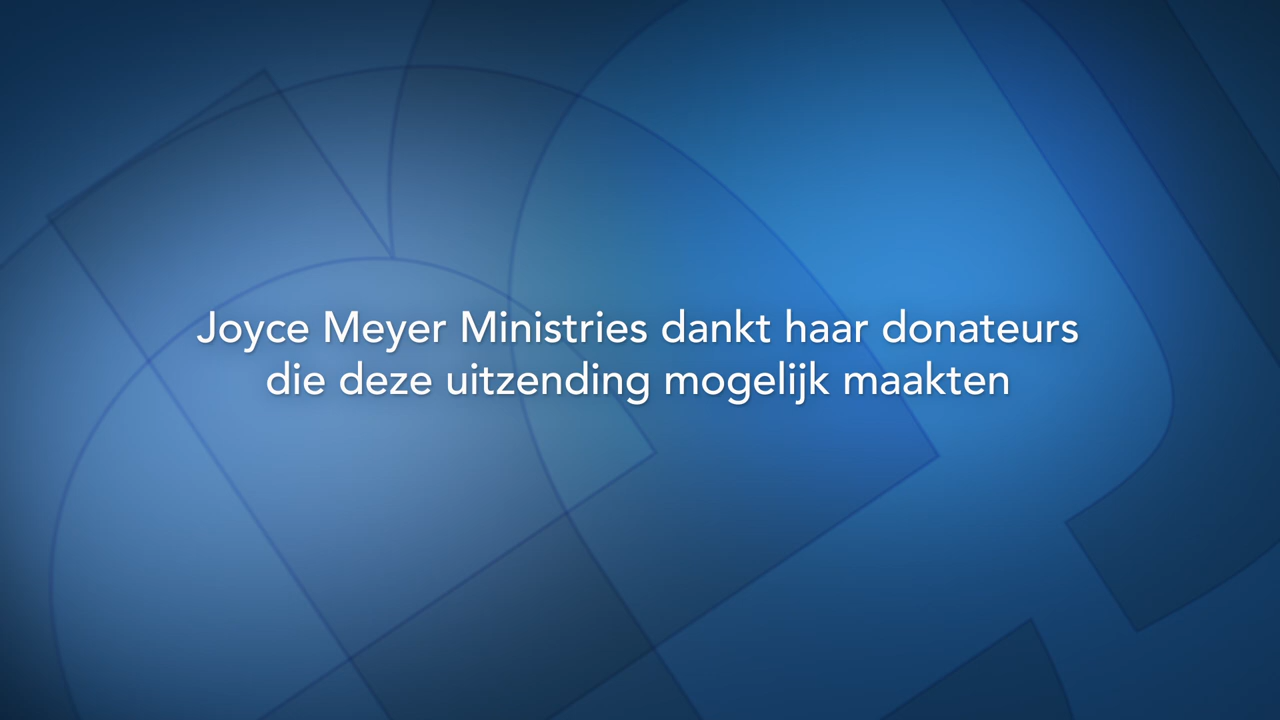 Joyce Meyer Ministries dankt haar donateurs
die deze uitzending mogelijk maakten